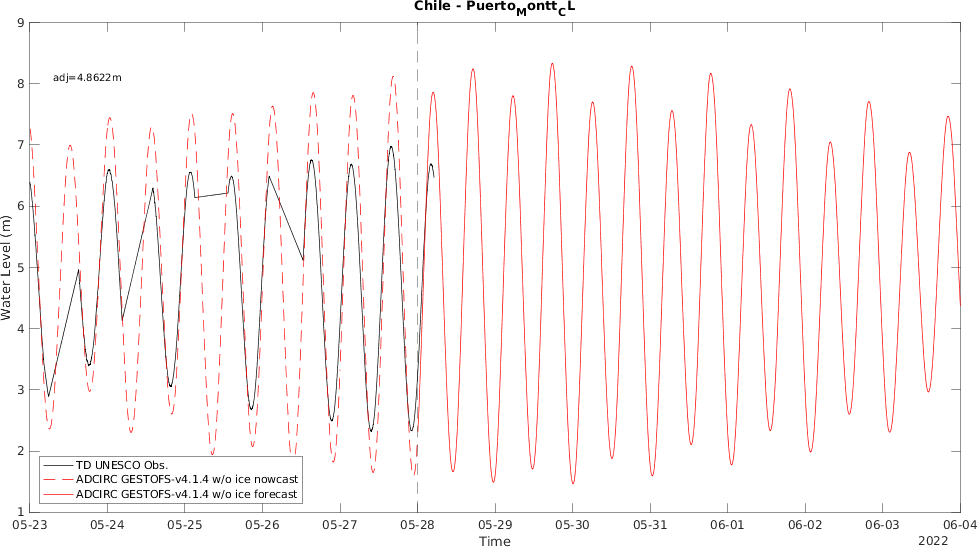 Chile - Puerto_Montt_CL
9
adj=4.8622m
8
7
6
5
4
3
2
1
Water Level (m)
TD UNESCO Obs.
ADCIRC GESTOFS-v4.1.4 w/o ice nowcast
ADCIRC GESTOFS-v4.1.4 w/o ice forecast
05-23 05-24 05-25 05-26 05-27 05-28 05-29 05-30 05-31 06-01 06-02 06-03 06-04
Time
2022